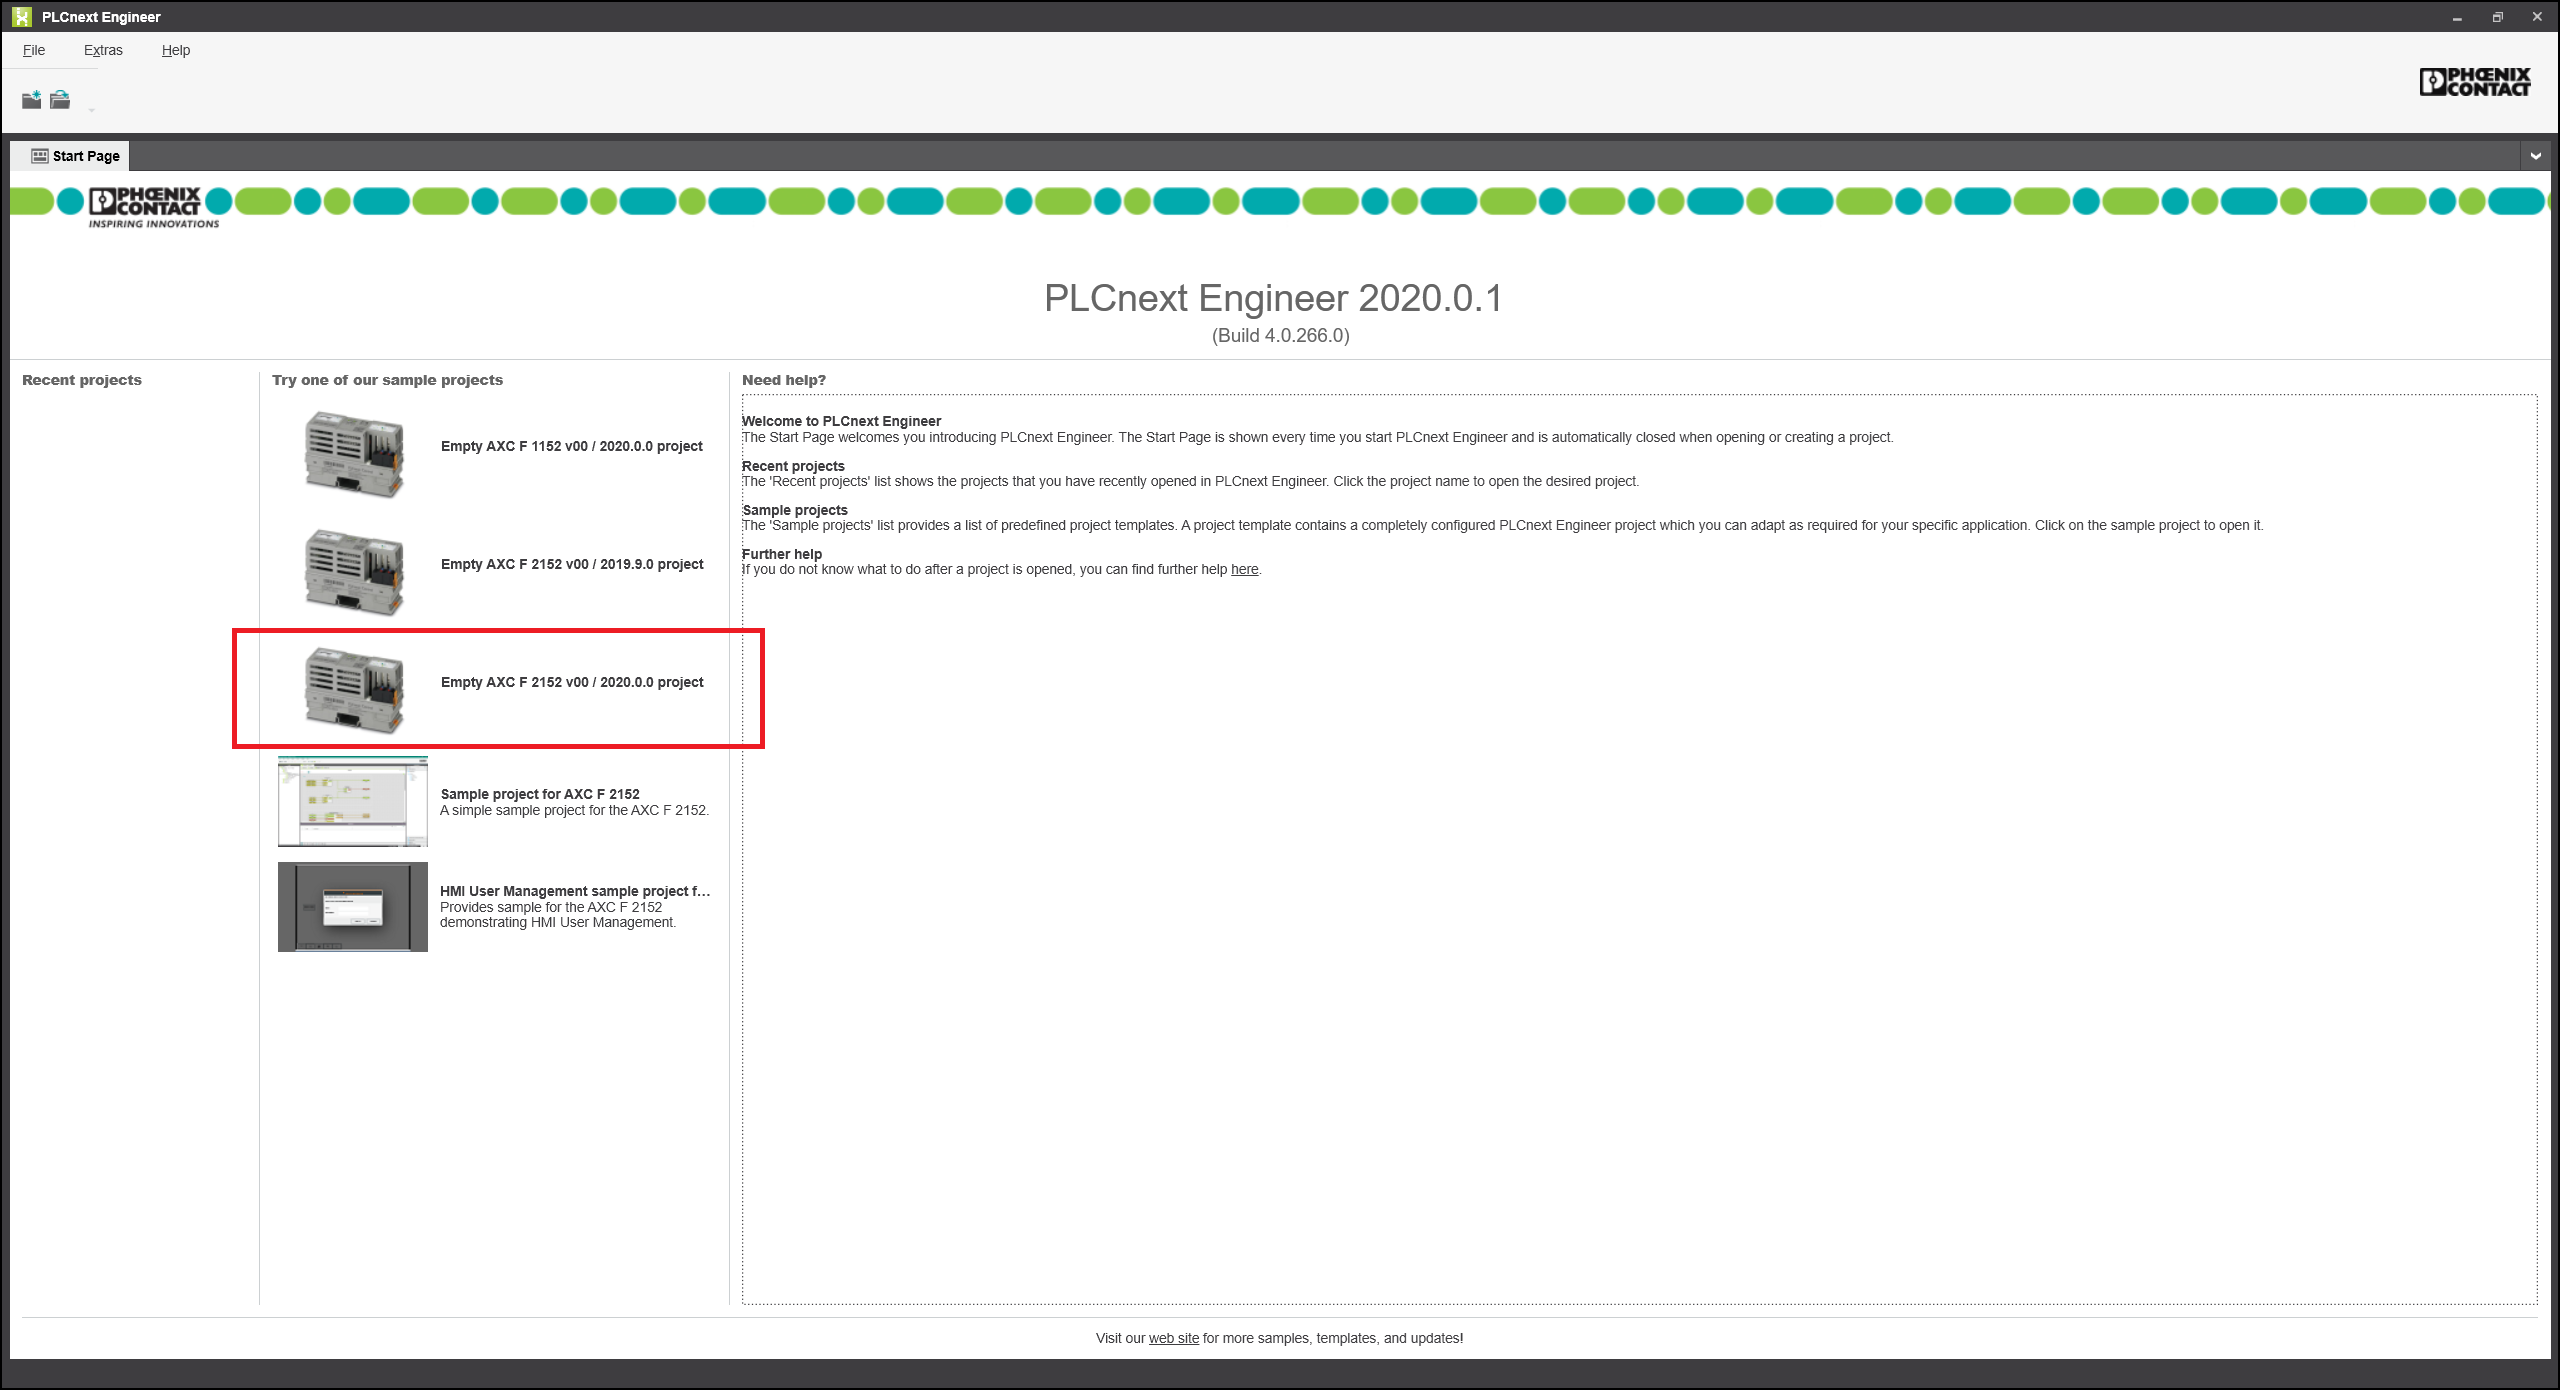 PLCnext Engineer
File Extras Help
PHŒNIX
CONTACT
Start Page
PHŒNIX
CONTACT
INSPIRING INNOVATIONS
PLCnext Engineer 2020.0.1
(Build 4.0.266.0)
Recent projects
Try one of our sample projects
Empty AXC F 1152 v00 / 2020.0.0 project
Empty AXC F 2152 v00 / 2019.9.0 project
Empty AXC F 2152 v00 / 2020.0.0 project
Sample project for AXC F 2152
A simple sample project for the AXC F 2152.
HMI User Management sample project f...
Provides sample for the AXC F 2152
demonstrating HMI User Management.
Need help?
Welcome to PLCnext Engineer
The Start Page welcomes you introducing PLCnext Engineer. The Start Page is shown every time you start PLCnext Engineer and is automatically closed when opening or creating a project.
Recent projects
The 'Recent projects' list shows the projects that you have recently opened in PLCnext Engineer. Click the project name to open the desired project.
Sample projects
The 'Sample projects' list provides a list of predefined project templates. A project template contains a completely configured PLCnext Engineer project which you can adapt as required for your specific application. Click on the sample project to open it.
Further help
If you do not know what to do after a project is opened, you can find further help here.
Visit our web site for more samples, templates, and updates!